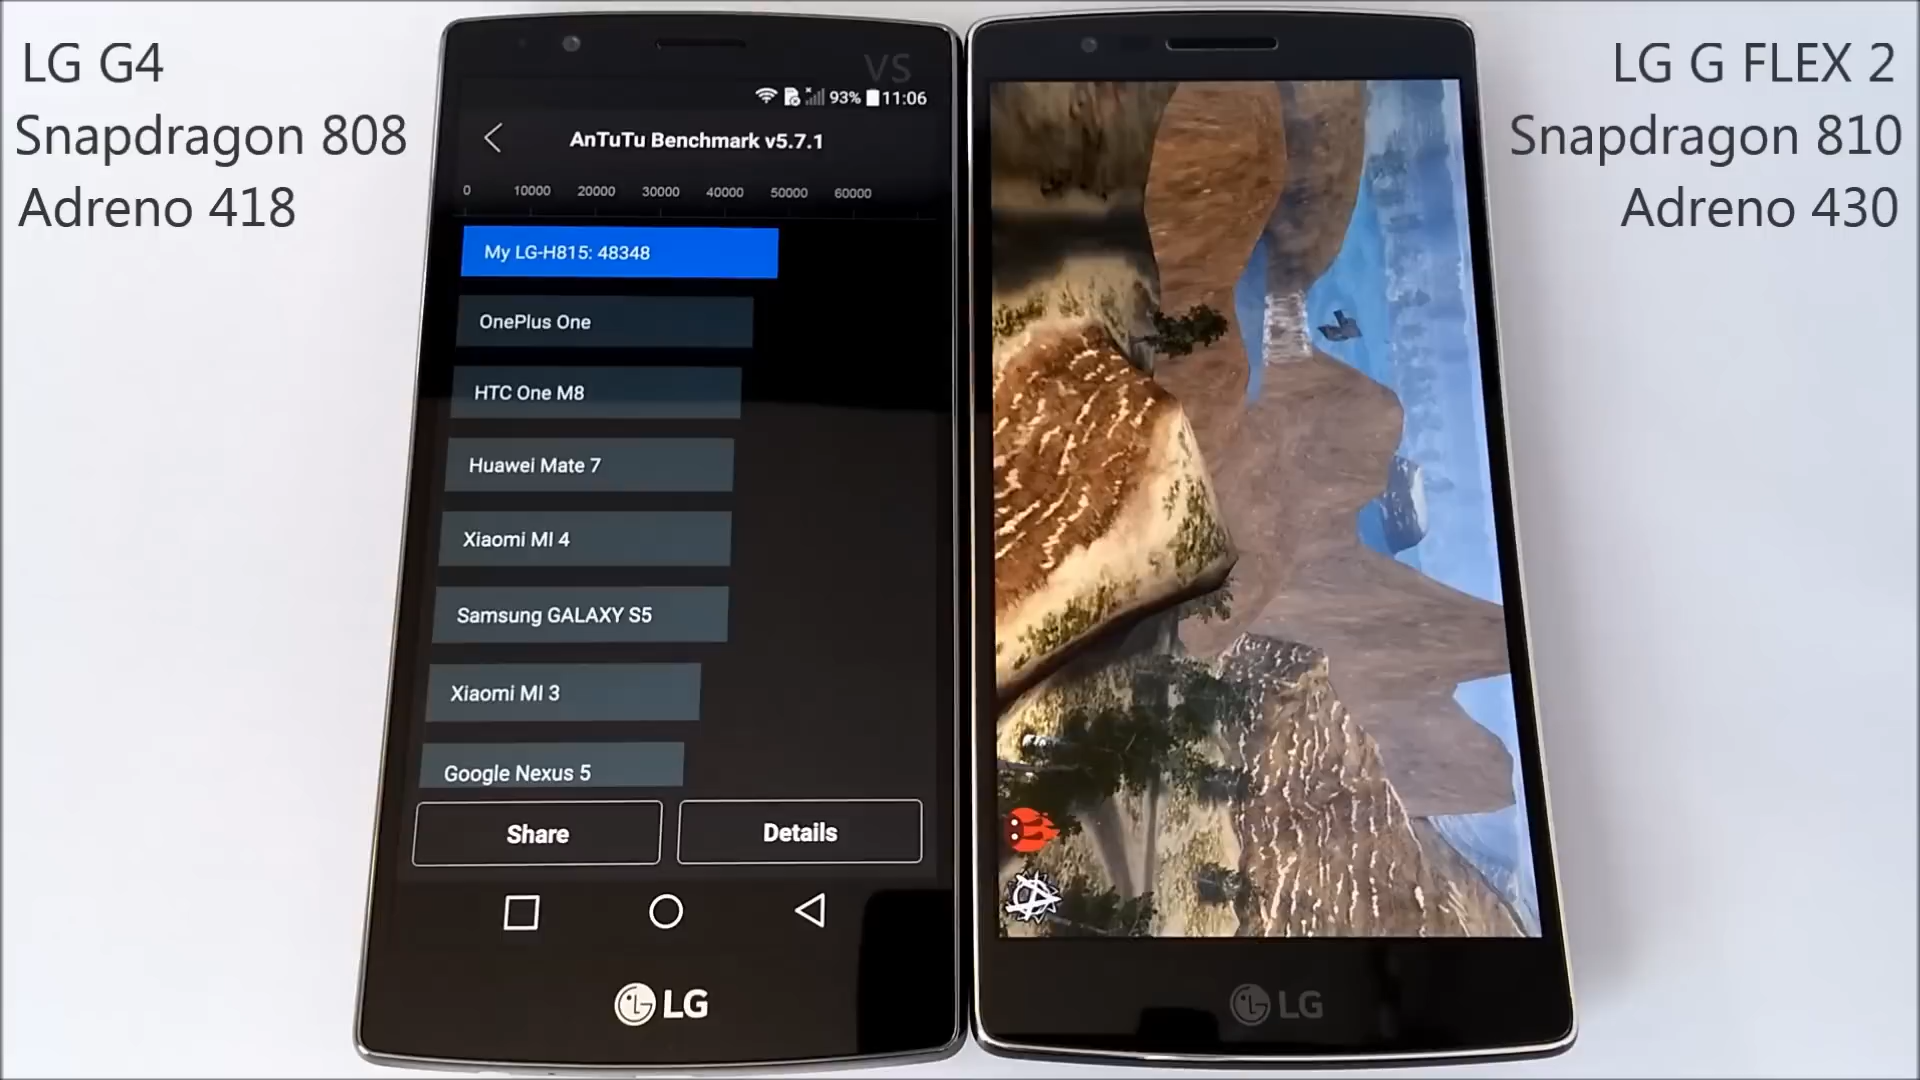 LG G4
Snapdragon 808
Adreno 418
VS
LG G FLEX 2
Snapdragon 810
Adreno 430
93% 11:06
AnTuTu Benchmark v5.7.1
0 10000 20000 30000 40000 50000 60000
My LG-H815: 48348
OnePlus One
HTC One M8
Huawei Mate 7
Xiaomi MI 4
Samsung GALAXY S5
Xiaomi MI 3
Google Nexus 5
Share Details
LG
LG